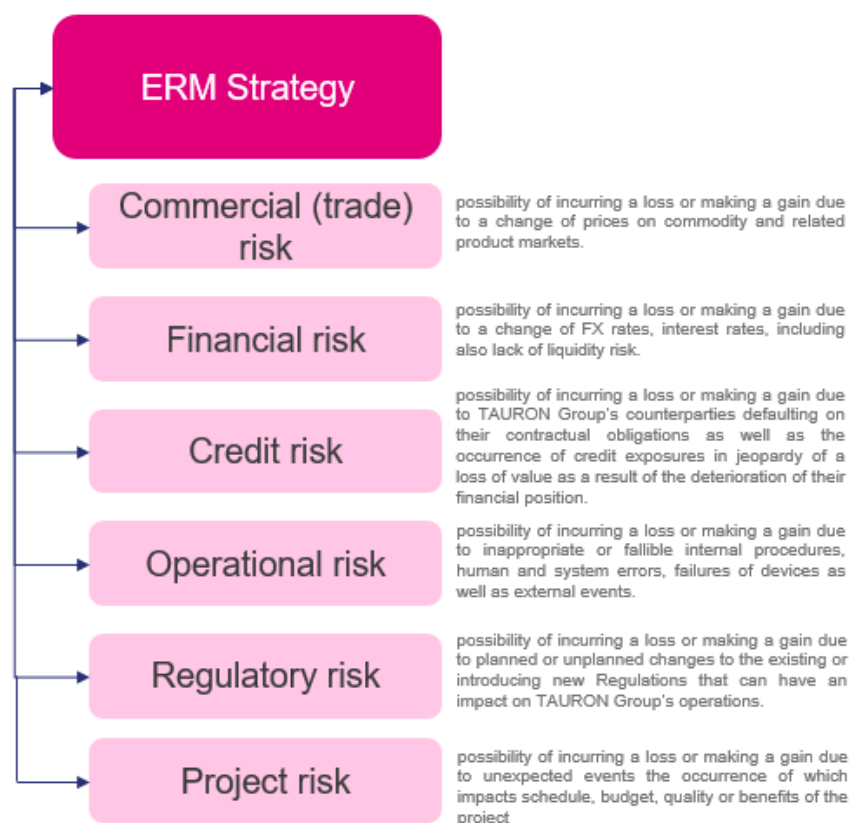 ERM Strategy
Commercial (trade)
risk
possibility of incurring a loss or making a gain due
to a change of prices on commodity and related
product markets.
Financial risk
possibility of incurring a loss or making a gain due
to a change of FX rates, interest rates, including
also lack of liquidity risk.
Credit risk
possibility of incurring a loss or making a gain due
to TAURON Group's counterparties defaulting on
their contractual obligations as well as the
occurrence of credit exposures in jeopardy of a
loss of value as a result of the deterioration of their
financial position.
Operational risk
possibility of incurring a loss or making a gain due
to inappropriate or fallible internal procedures,
human and system errors, failures of devices as
well as external events.
Regulatory risk
possibility of incurring a loss or making a gain due
to planned or unplanned changes to the existing or
introducing new Regulations that can have an
impact on TAURON Group's operations.
Project risk
possibility of incurring a loss or making a gain due
to unexpected events the occurrence of which
impacts schedule, budget, quality or benefits of the
project